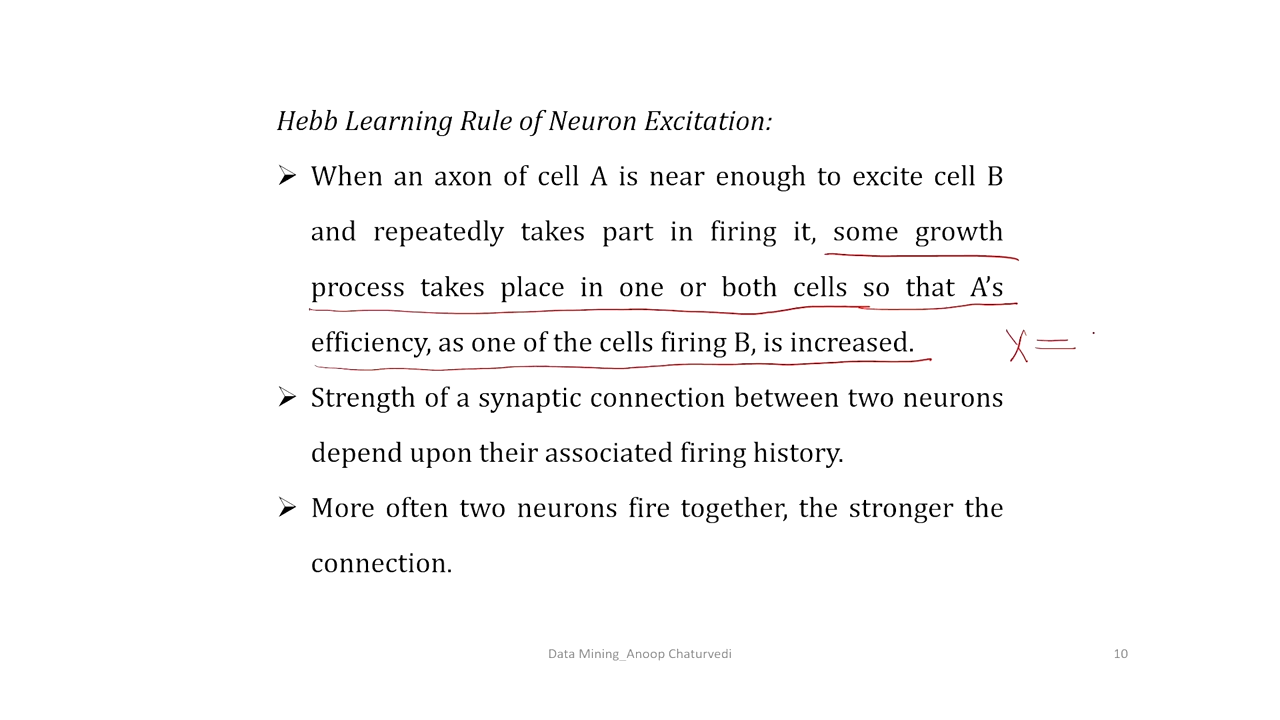 Hebb Learning Rule of Neuron Excitation:
➢ When an axon of cell A is near enough to excite cell B
and repeatedly takes part in firing it, some growth
process takes place in one or both cells so that A’s
efficiency, as one of the cells firing B, is increased.
X =
➢ Strength of a synaptic connection between two neurons
depend upon their associated firing history.
➢ More often two neurons fire together, the stronger the
connection.
Data Mining_Anoop Chaturvedi
10